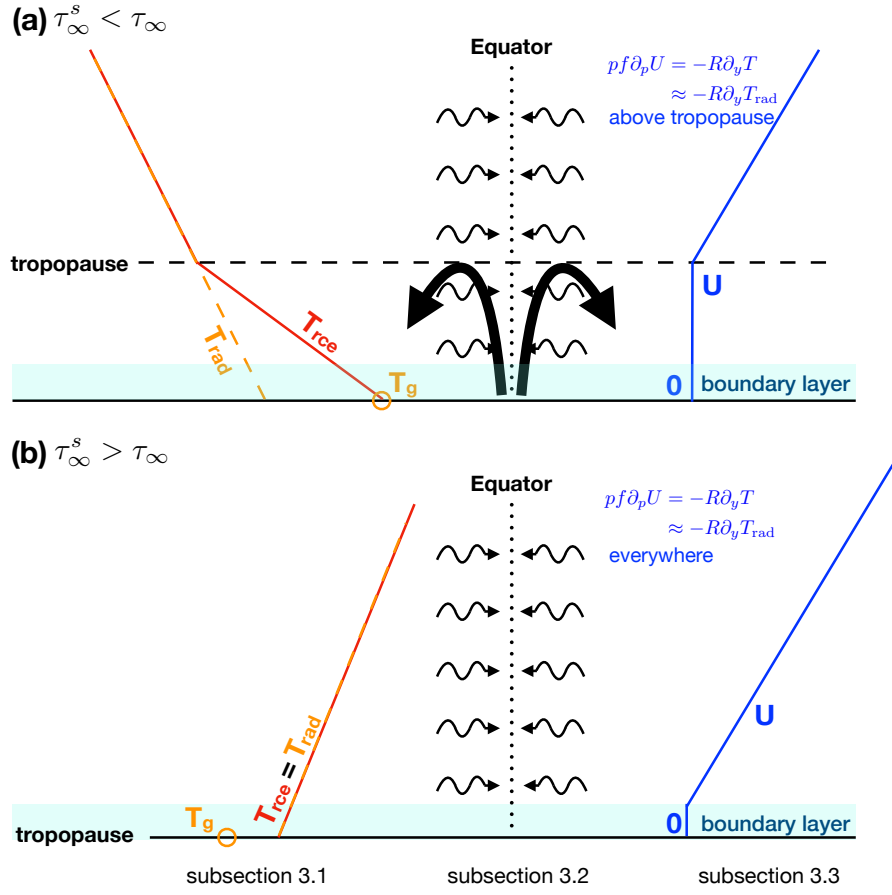 (a) τ^s_∞ < τ_∞
Equator
pf∂_pU = −R∂_yT
≈ −R∂_yT_rad
above tropopause
tropopause
U
T_rce
T_rad
T_g
0
boundary layer
(b) τ^s_∞ > τ_∞
Equator
pf∂_pU = −R∂_yT
≈ −R∂_yT_rad
everywhere
U
T_rce = T_rad
T_g
0
boundary layer
tropopause
subsection 3.1
subsection 3.2
subsection 3.3